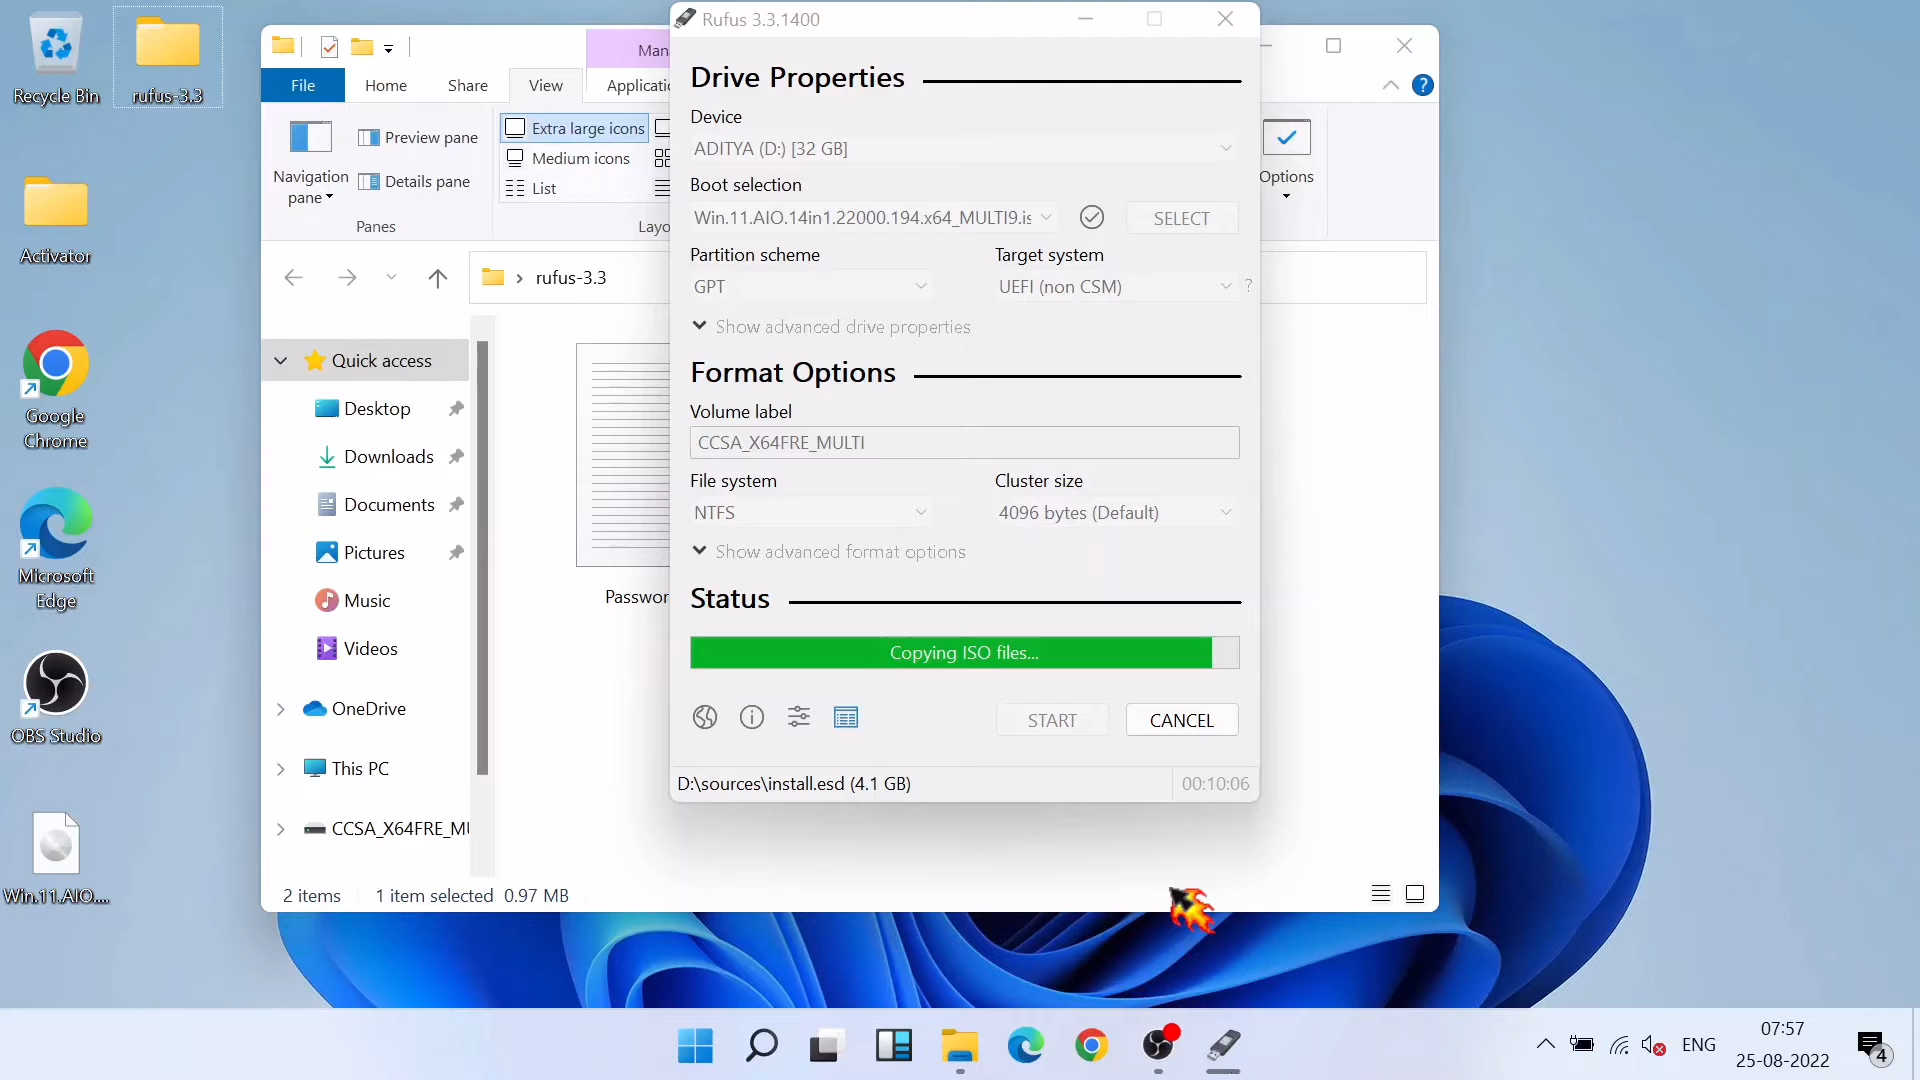 Recycle Bin
rufus-3.3
Activator
Google
Chrome
Microsoft
Edge
OBS Studio
Win.11.AIO....
File
Home
Share
View
Applicati
Man
Navigation
pane
Preview pane
Details pane
Panes
Extra large icons
Medium icons
List
Layo
Options
?
rufus-3.3
Quick access
Desktop
Downloads
Documents
Pictures
Music
Videos
OneDrive
This PC
CCSA_X64FRE_MU
Passwor
2 items
1 item selected 0.97 MB
Rufus 3.3.1400
Drive Properties
Device
ADITYA (D:) [32 GB]
Boot selection
Win.11.AIO.14in1.22000.194.x64_MULTI9.is
SELECT
Partition scheme
Target system
GPT
UEFI (non CSM)
?
Show advanced drive properties
Format Options
Volume label
CCSA_X64FRE_MULTI
File system
Cluster size
NTFS
4096 bytes (Default)
Show advanced format options
Status
Copying ISO files...
START
CANCEL
D:\sources\install.esd (4.1 GB)
00:10:06
ENG
07:57
25-08-2022
4